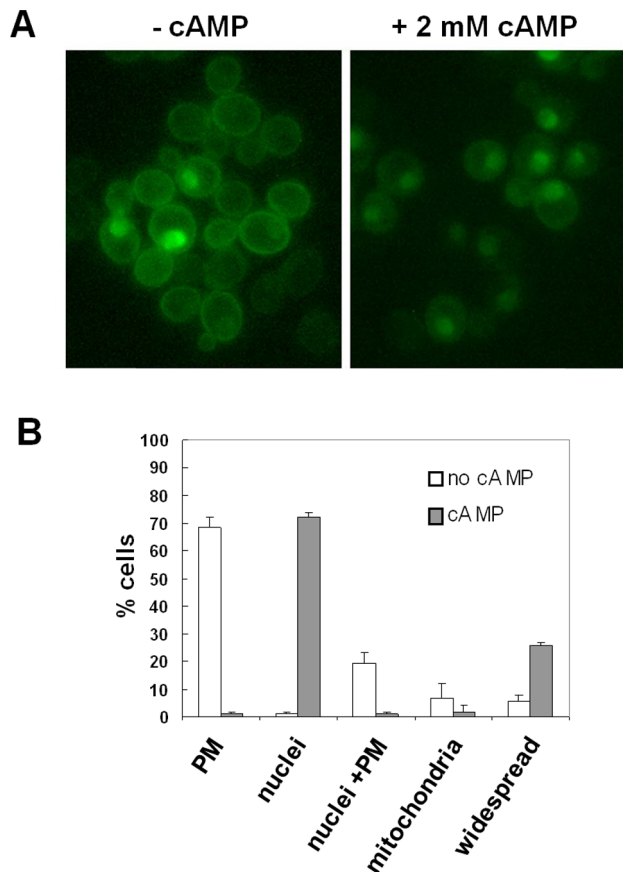 A
- cAMP
+ 2 mM cAMP
B
100
90
80
70
60
50
40
30
20
10
0
% cells
no cAMP
cAMP
PM
nuclei
nuclei +PM
mitochondria
widespread